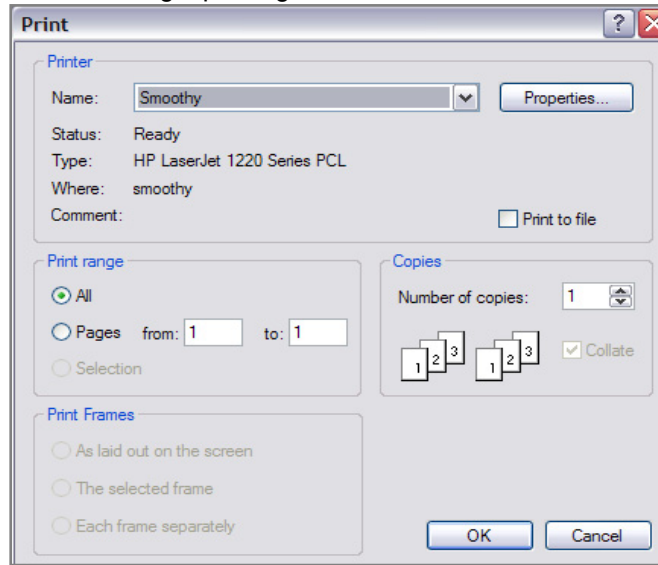 Print
Printer
Name: Smoothy Properties...
Status: Ready
Type: HP LaserJet 1220 Series PCL
Where: smoothy
Comment: Print to file
Print range
All
Pages from: 1 to: 1
Selection
Copies
Number of copies: 1
1 2 3 1 2 3 Collate
Print Frames
As laid out on the screen
The selected frame
Each frame separately
OK Cancel